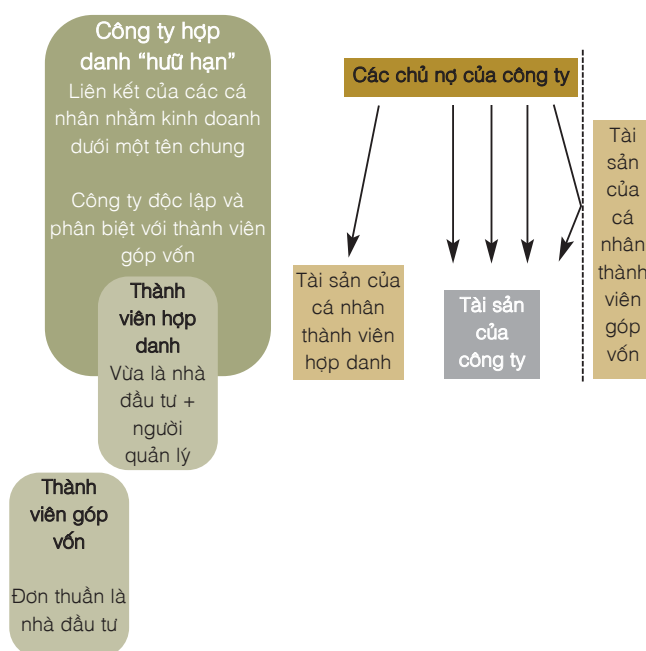 Công ty hợp
danh “hưũ hạn”
Liên kết của các cá
nhân nhằm kinh doanh
dưới một tên chung
Công ty độc lập và
phân biệt với thành viên
góp vốn
Thành
viên hợp
danh
Vừa là nhà
đầu tư +
người
quản lý
Thành
viên góp
vốn
Đơn thuần là
nhà đầu tư
Các chủ nợ của công ty
Tài sản của
cá nhân
thành viên
hợp danh
Tài sản
của
công ty
Tài
sản
của
cá
nhân
thành
viên
góp
vốn